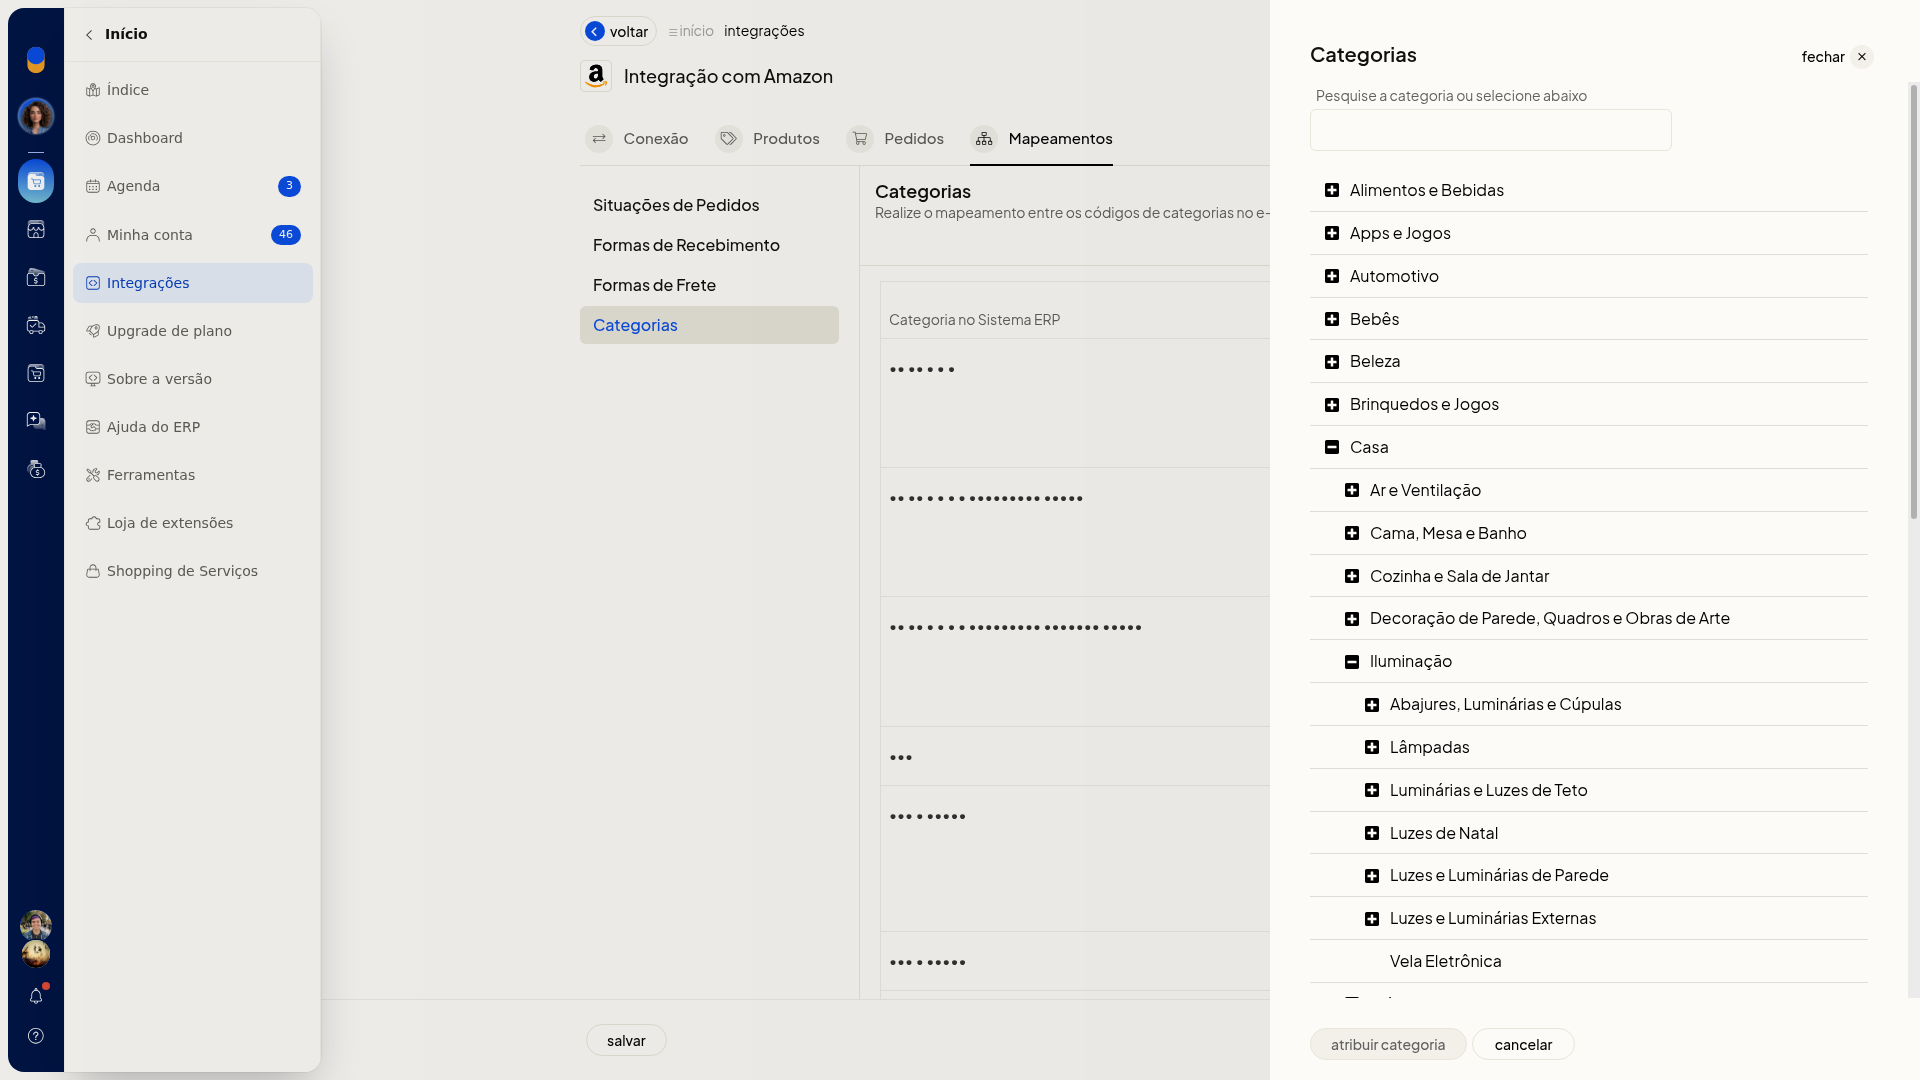 Início
Índice
Dashboard
Agenda
3
Minha conta
46
Integrações
Upgrade de plano
Sobre a versão
Ajuda do ERP
Ferramentas
Loja de extensões
Shopping de Serviços
voltar
início
integrações
Integração com Amazon
Conexão
Produtos
Pedidos
Mapeamentos
Situações de Pedidos
Formas de Recebimento
Formas de Frete
Categorias
Categorias
Realize o mapeamento entre os códigos de categorias no e-
Categoria no Sistema ERP
salvar
Categorias
fechar
Pesquise a categoria ou selecione abaixo
Alimentos e Bebidas
Apps e Jogos
Automotivo
Bebês
Beleza
Brinquedos e Jogos
Casa
Ar e Ventilação
Cama, Mesa e Banho
Cozinha e Sala de Jantar
Decoração de Parede, Quadros e Obras de Arte
Iluminação
Abajures, Luminárias e Cúpulas
Lâmpadas
Luminárias e Luzes de Teto
Luzes de Natal
Luzes e Luminárias de Parede
Luzes e Luminárias Externas
Vela Eletrônica
atribuir categoria
cancelar